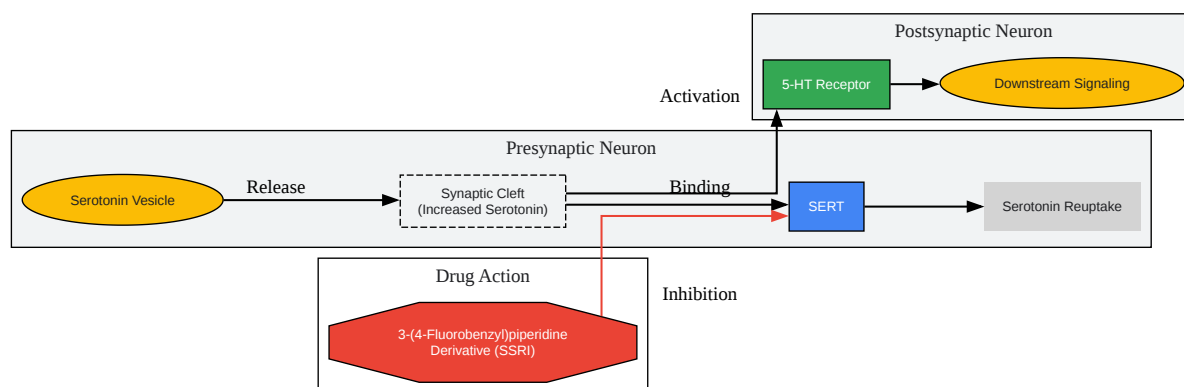 Postsynaptic Neuron
5-HT Receptor
Downstream Signaling
Activation
Presynaptic Neuron
Serotonin Vesicle
Release
Synaptic Cleft
(Increased Serotonin)
Binding
SERT
Serotonin Reuptake
Drug Action
Inhibition
3-(4-Fluorobenzyl)piperidine
Derivative (SSRI)